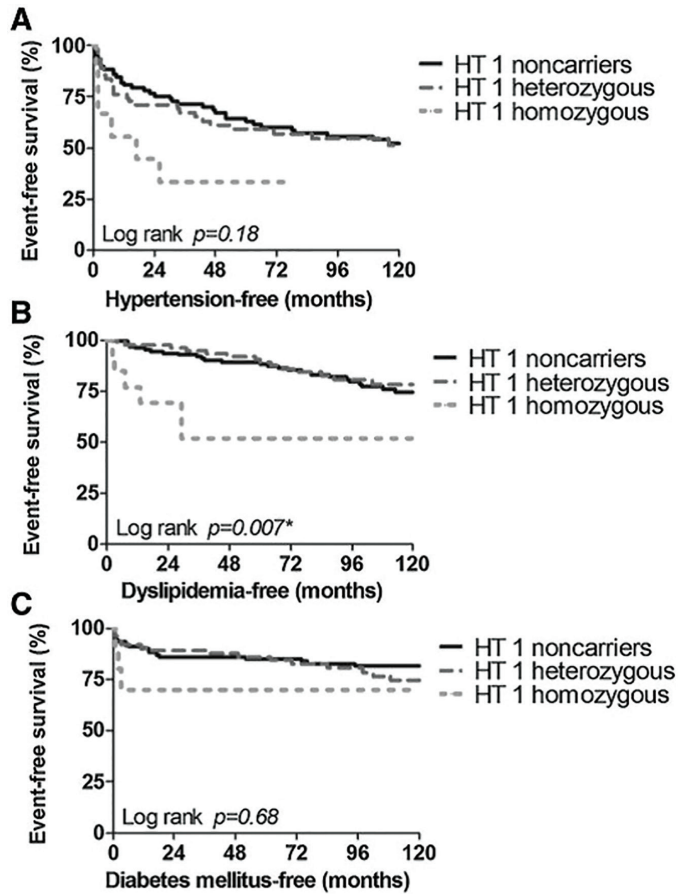 A
Event-free survival (%)
100
75
50
25
0
0 24 48 72 96 120
Hypertension-free (months)
Log rank p=0.18
HT 1 noncarriers
HT 1 heterozygous
HT 1 homozygous
B
Event-free survival (%)
100
75
50
25
0
0 24 48 72 96 120
Dyslipidemia-free (months)
Log rank p=0.007*
HT 1 noncarriers
HT 1 heterozygous
HT 1 homozygous
C
Event-free survival (%)
100
75
50
25
0
0 24 48 72 96 120
Diabetes mellitus-free (months)
Log rank p=0.68
HT 1 noncarriers
HT 1 heterozygous
HT 1 homozygous